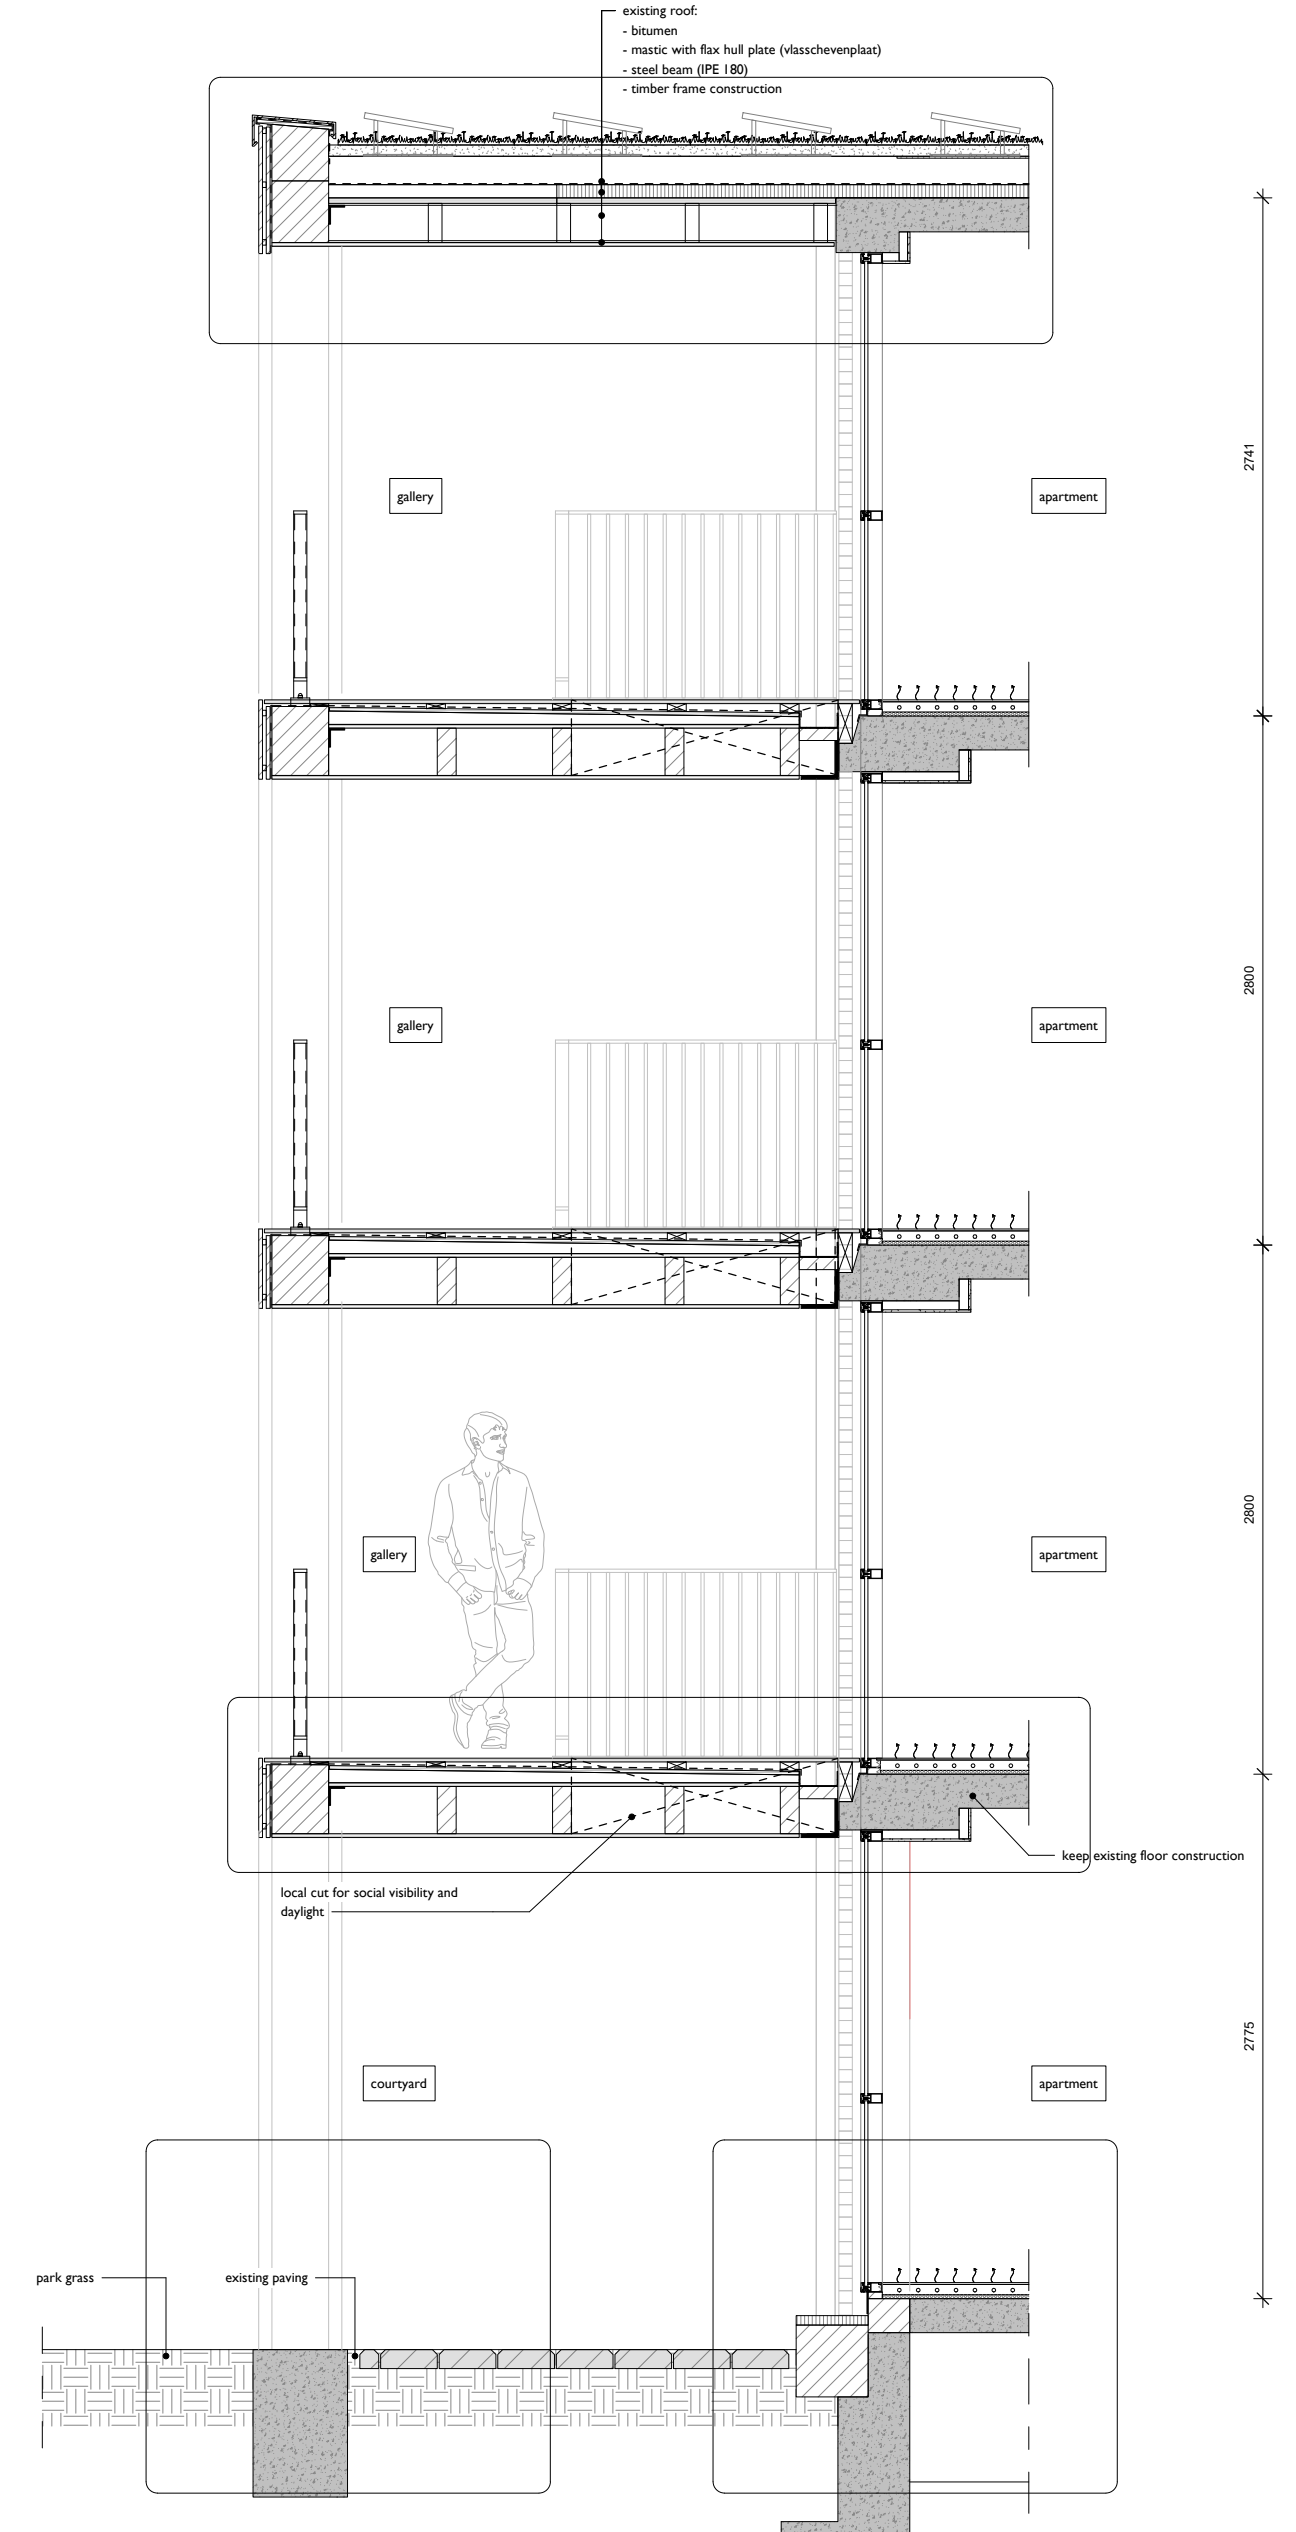 existing roof:
- bitumen
- mastic with flax hull plate (vlasschevenplaat)
- steel beam (IPE 180)
- timber frame construction
2741
gallery
apartment
2800
gallery
apartment
2800
gallery
apartment
keep existing floor construction
local cut for social visibility and
daylight
2775
courtyard
apartment
park grass
existing paving